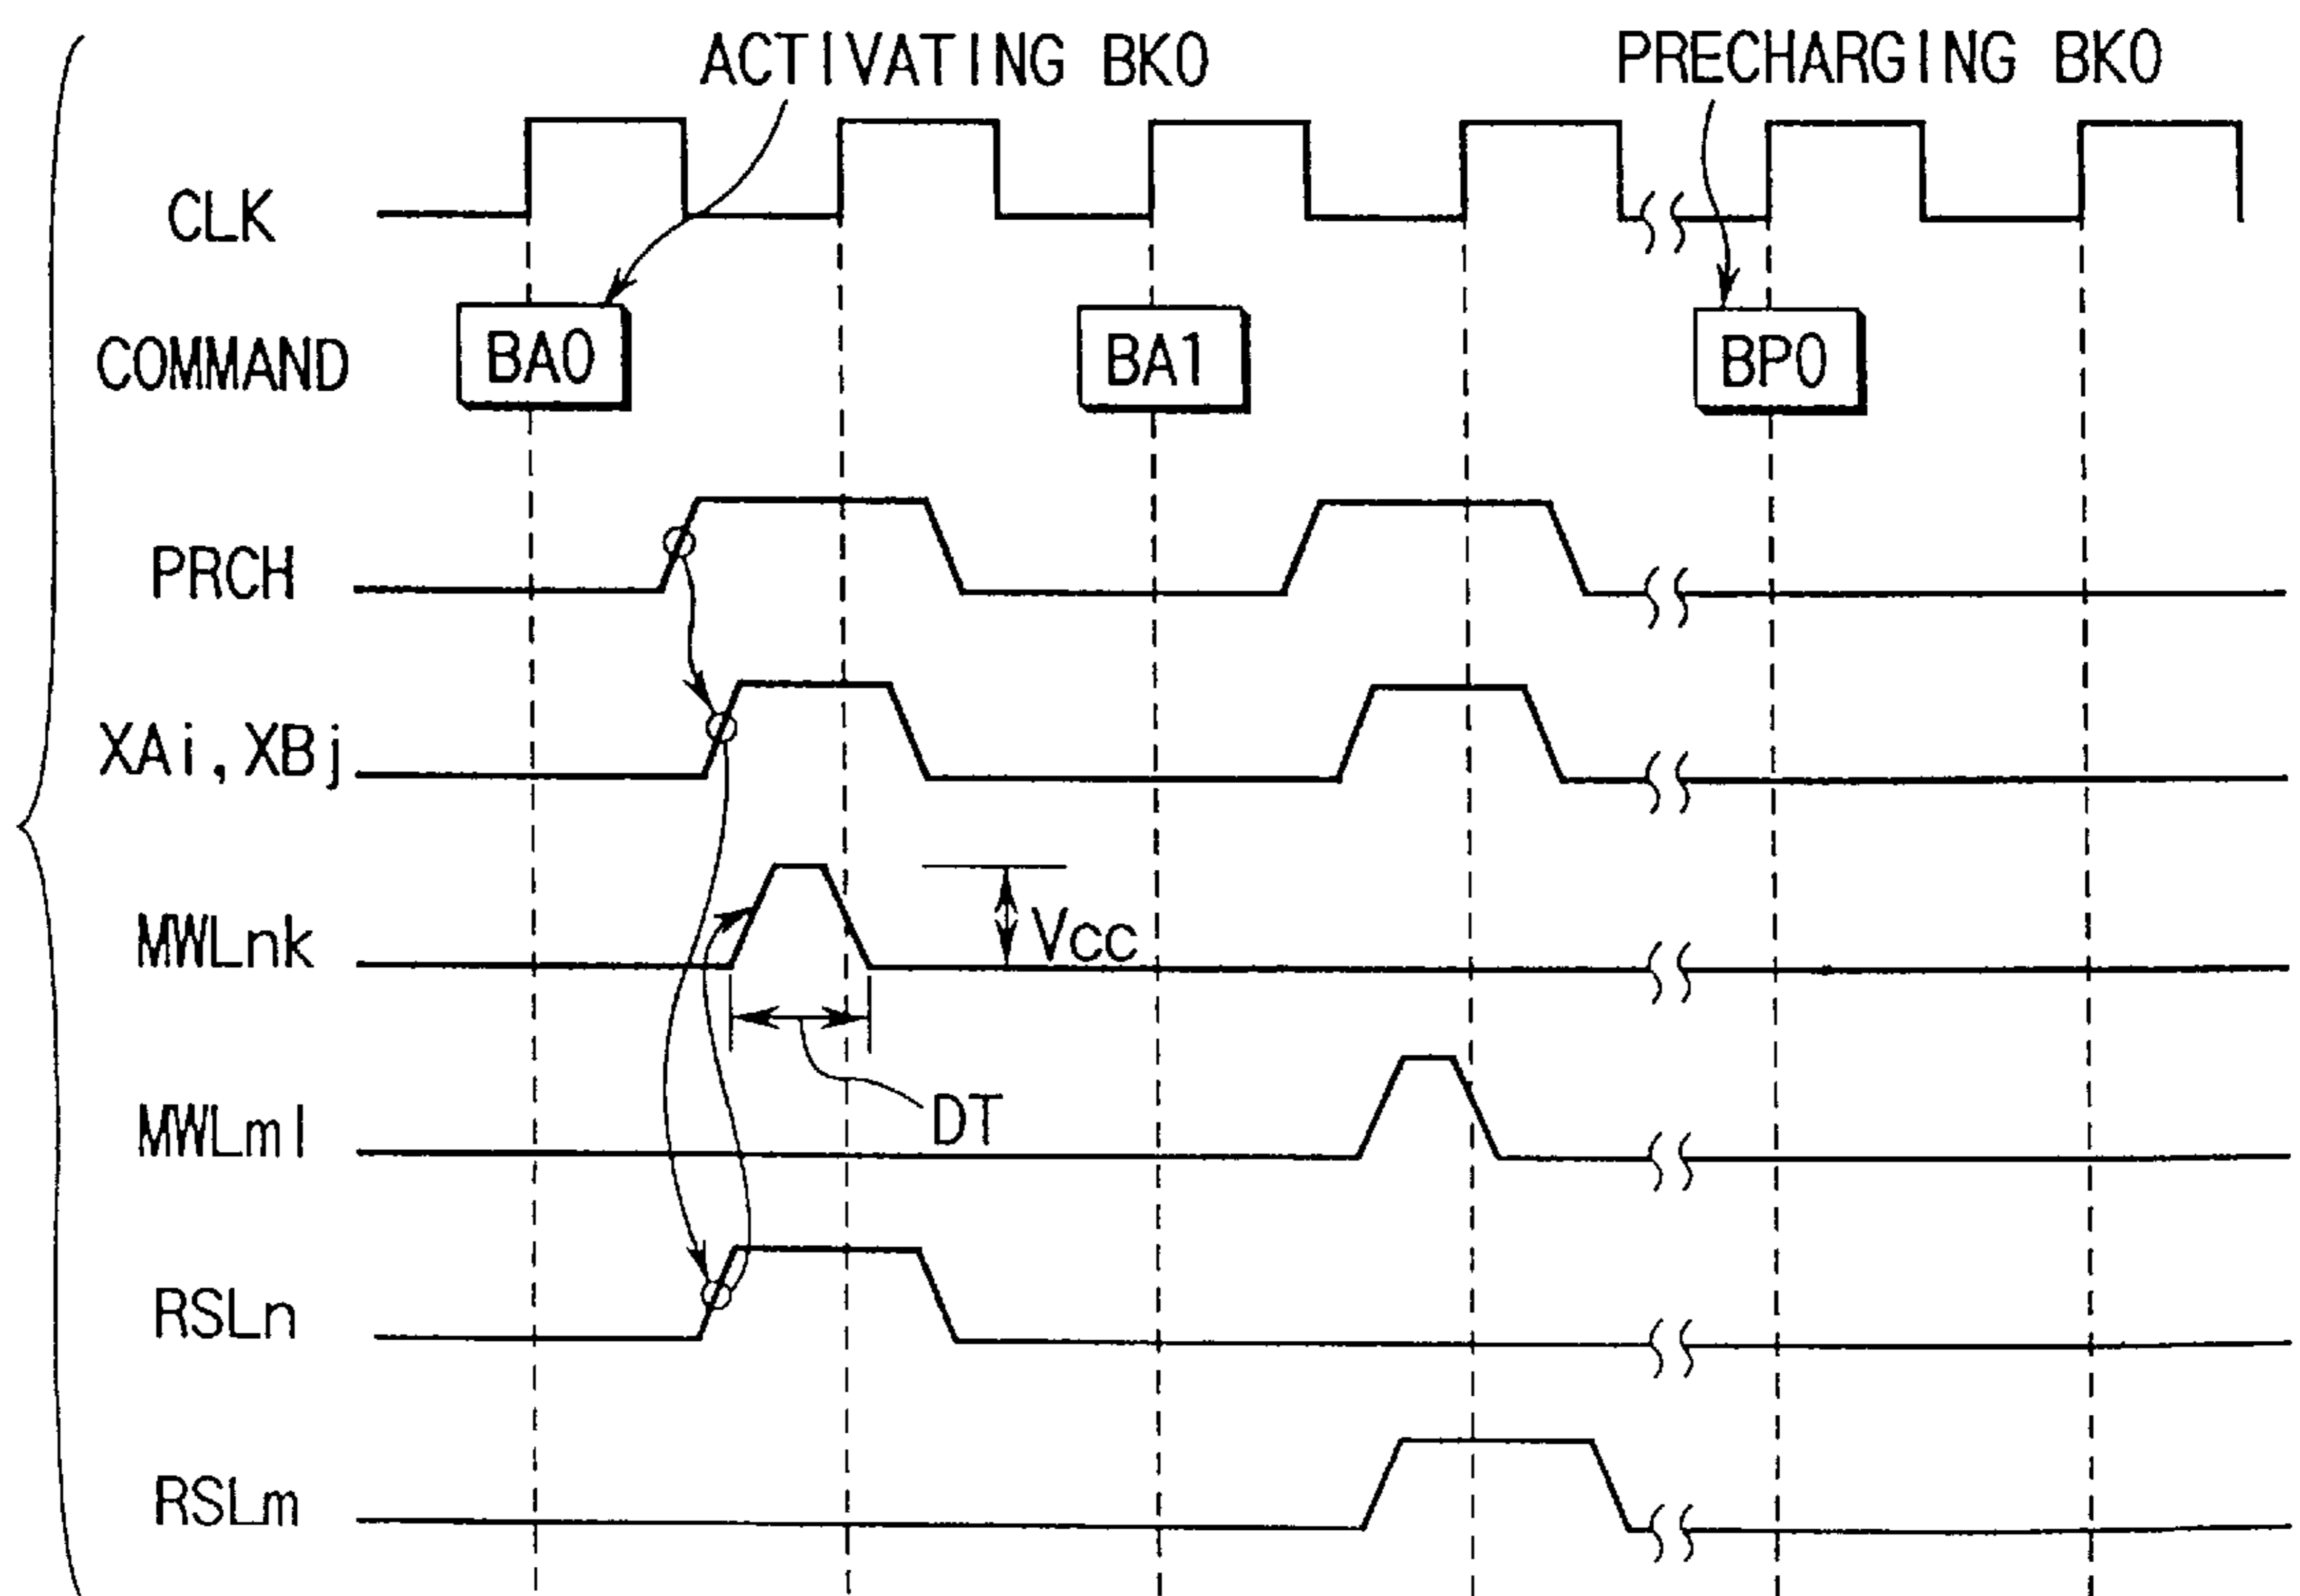 ACTIVATING BK0
PRECHARGING BK0
CLK
COMMAND
BA0
BA1
BP0
PRCH
XAi, XBj
MWLnk
Vcc
DT
MWLml
RSLn
RSLm